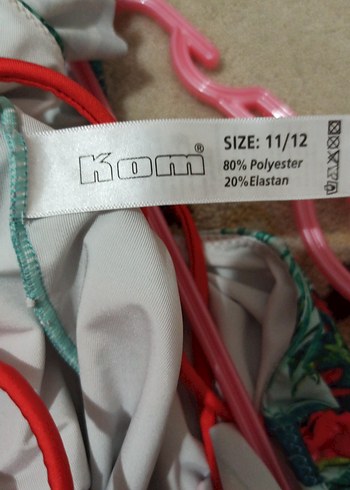 Kom®
SIZE: 11/12
80% Polyester
20%Elastan